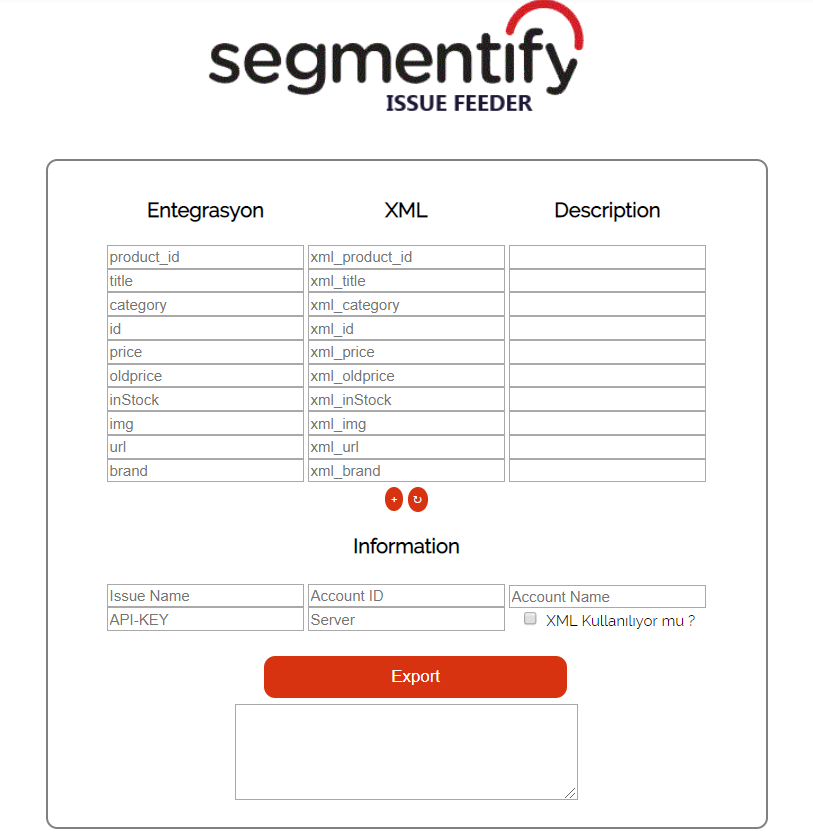 segmentify
ISSUE FEEDER
Entegrasyon XML Description
product_id xml_product_id
title xml_title
category xml_category
id xml_id
price xml_price
oldprice xml_oldprice
inStock xml_inStock
img xml_img
url xml_url
brand xml_brand
+ ↻
Information
Issue Name Account ID Account Name
API-KEY Server XML Kullanılıyor mu ?
Export